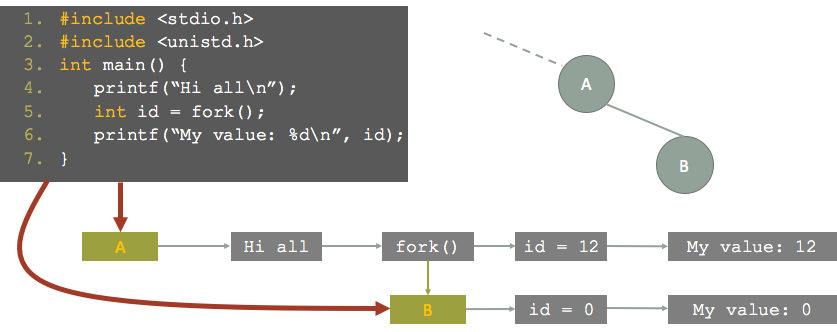 1. #include <stdio.h>
2. #include <unistd.h>
3. int main() {
4. printf(“Hi all\n”);
5. int id = fork();
6. printf(“My value: %d\n”, id);
7. }
A
B
A Hi all fork() id = 12 My value: 12
B id = 0 My value: 0